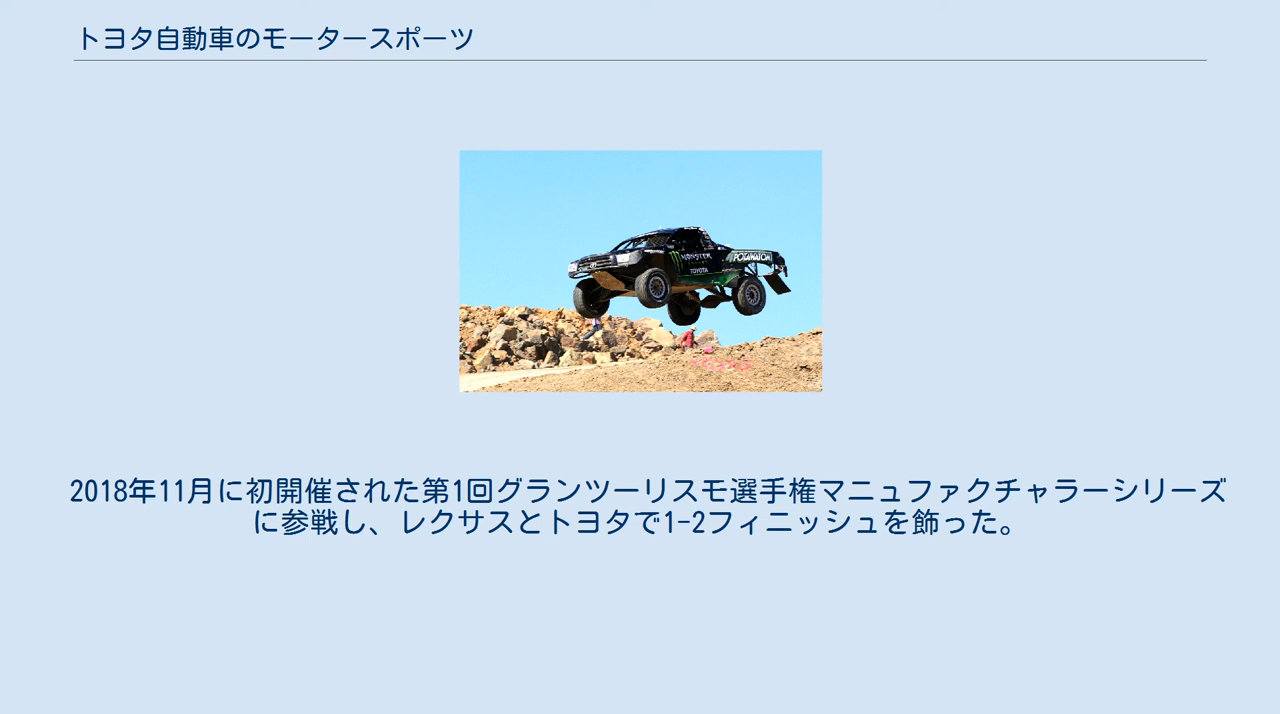 トヨタ自動車のモータースポーツ
MONSTER
TOYOTA
2018年11月に初開催された第1回グランツーリスモ選手権マニュファクチャラーシリーズ
に参戦し、レクサスとトヨタで1-2フィニッシュを飾った。